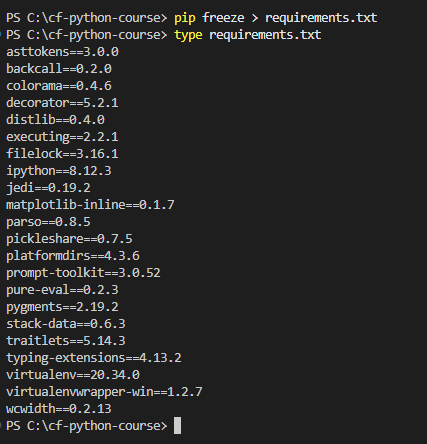 PS C:\cf-python-course> pip freeze > requirements.txt
PS C:\cf-python-course> type requirements.txt
asttokens==3.0.0
backcall==0.2.0
colorama==0.4.6
decorator==5.2.1
distlib==0.4.0
executing==2.2.1
filelock==3.16.1
ipython==8.12.3
jedi==0.19.2
matplotlib-inline==0.1.7
parso==0.8.5
pickleshare==0.7.5
platformdirs==4.3.6
prompt-toolkit==3.0.52
pure-eval==0.2.3
pygments==2.19.2
stack-data==0.6.3
traitlets==5.14.3
typing-extensions==4.13.2
virtualenv==20.34.0
virtualenvwrapper-win==1.2.7
wcwidth==0.2.13
PS C:\cf-python-course>